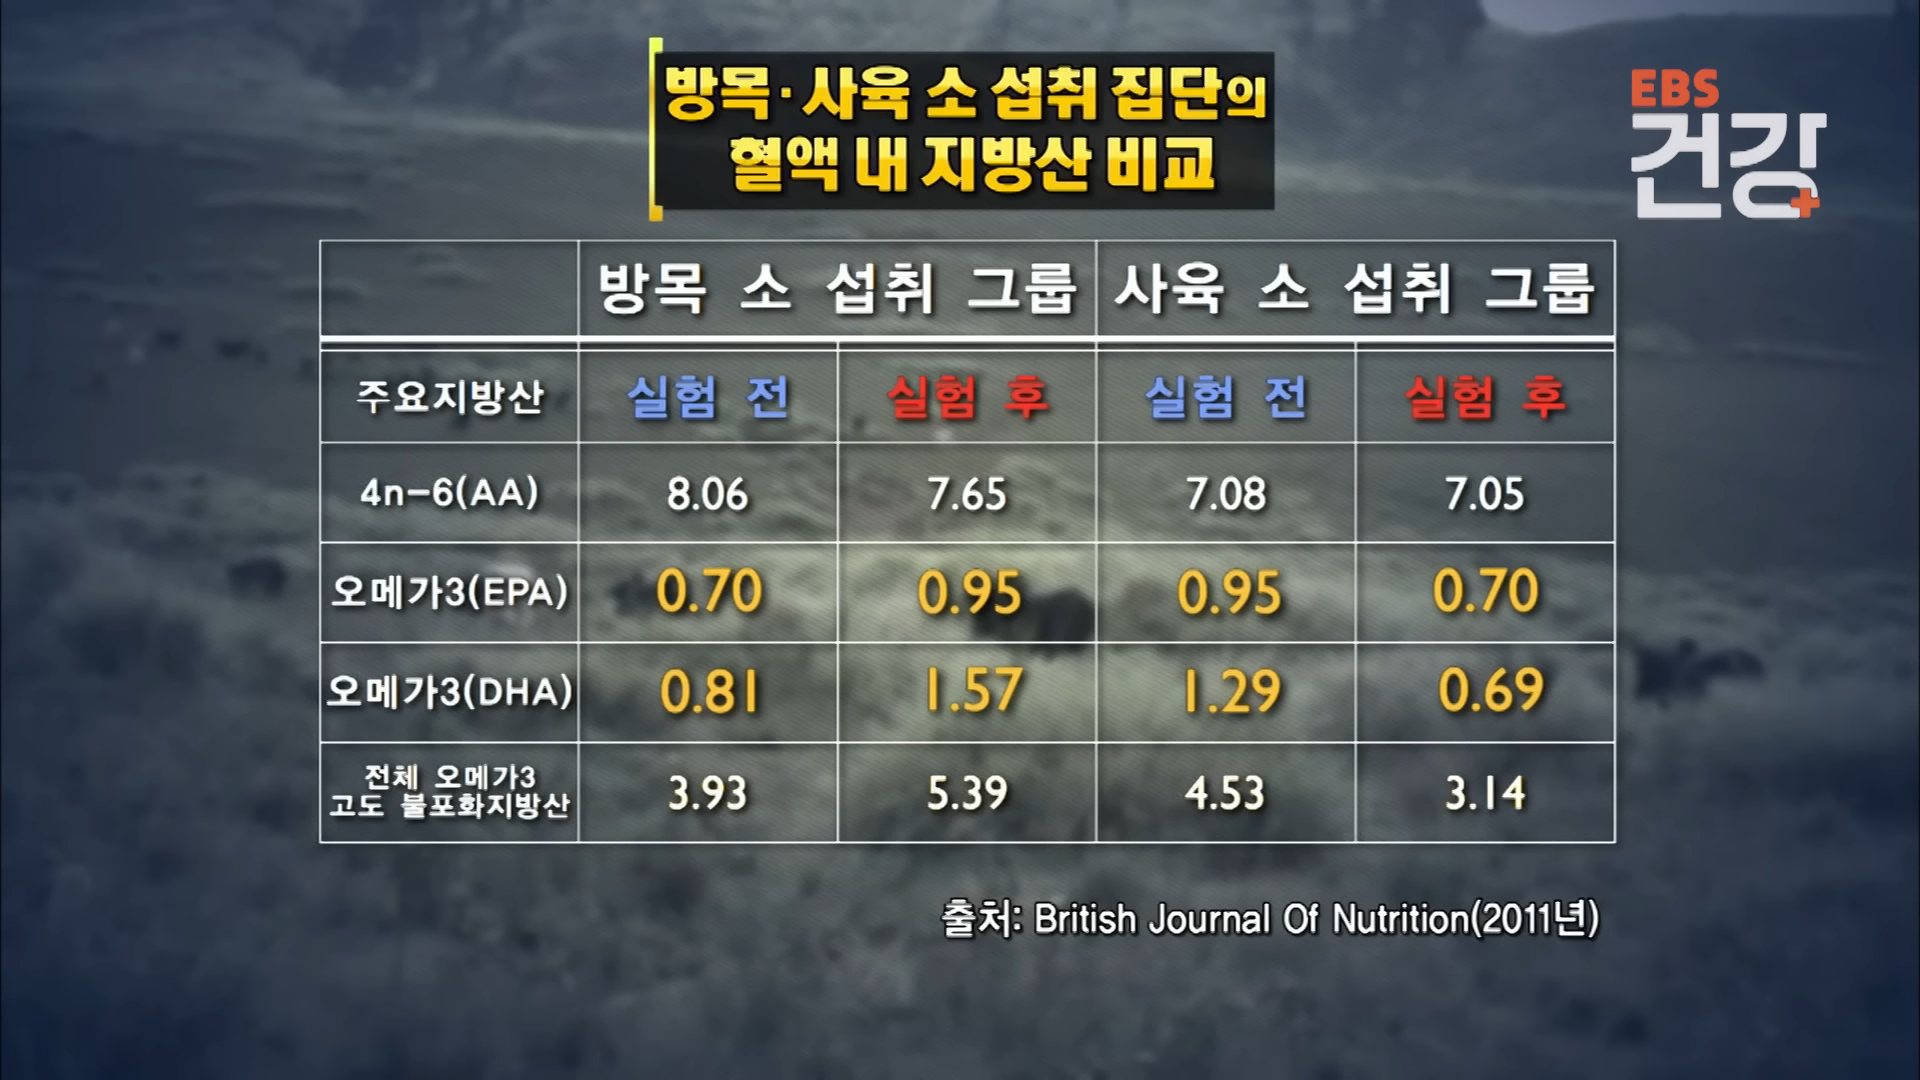 방목·사육 소 섭취 집단의
혈액 내 지방산 비교
EBS
건강
방목 소 섭취 그룹 사육 소 섭취 그룹
주요지방산 실험 전 실험 후 실험 전 실험 후
4n-6(AA) 8.06 7.65 7.08 7.05
오메가3(EPA) 0.70 0.95 0.95 0.70
오메가3(DHA) 0.81 1.57 1.29 0.69
전체 오메가3
고도 불포화지방산 3.93 5.39 4.53 3.14
출처: British Journal Of Nutrition(2011년)